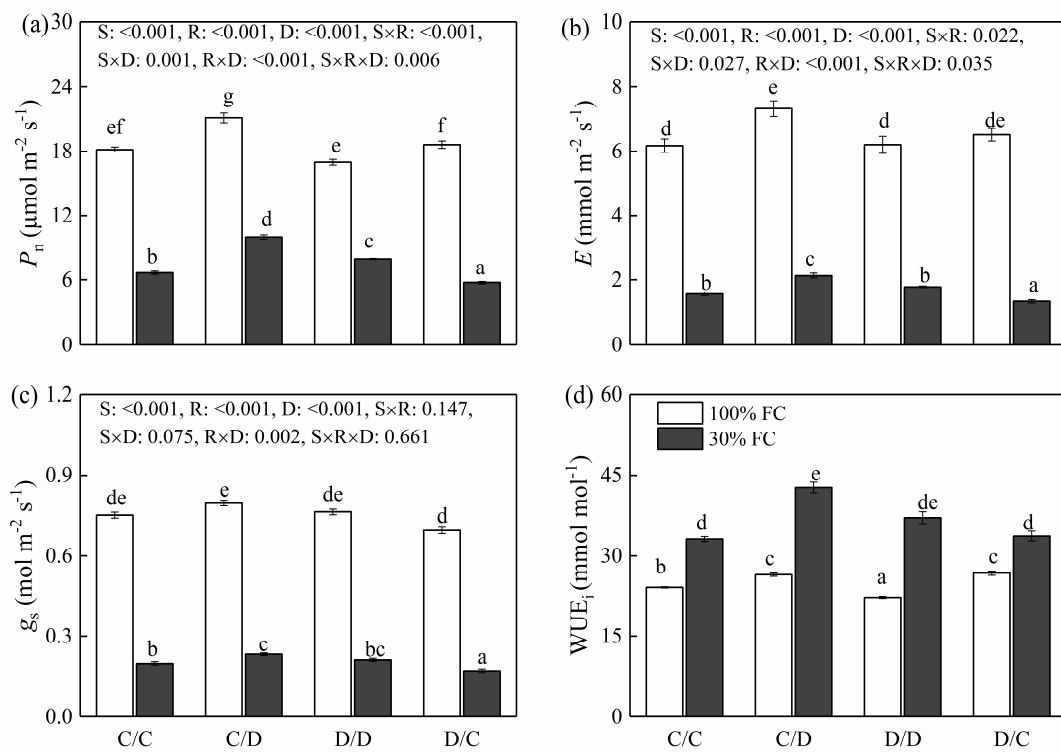 (a)
30
24
18
12
6
0
Pn (μmol m-2 s-1)
S: <0.001, R: <0.001, D: <0.001, S×R: <0.001,
S×D: 0.001, R×D: <0.001, S×R×D: 0.006
ef
b
g
d
e
c
f
a
(b)
10
8
6
4
2
0
E (mmol m-2 s-1)
S: <0.001, R: <0.001, D: <0.001, S×R: 0.022,
S×D: 0.027, R×D: <0.001, S×R×D: 0.035
d
b
e
c
d
b
de
a
(c)
1.2
0.9
0.6
0.3
0.0
gs (mol m-2 s-1)
S: <0.001, R: <0.001, D: <0.001, S×R: 0.147,
S×D: 0.075, R×D: 0.002, S×R×D: 0.661
de
b
e
c
de
bc
d
a
C/C C/D D/D D/C
(d)
60
45
30
15
0
WUEi (mmol mol-1)
100% FC
30% FC
b
d
c
e
a
de
c
d
C/C C/D D/D D/C